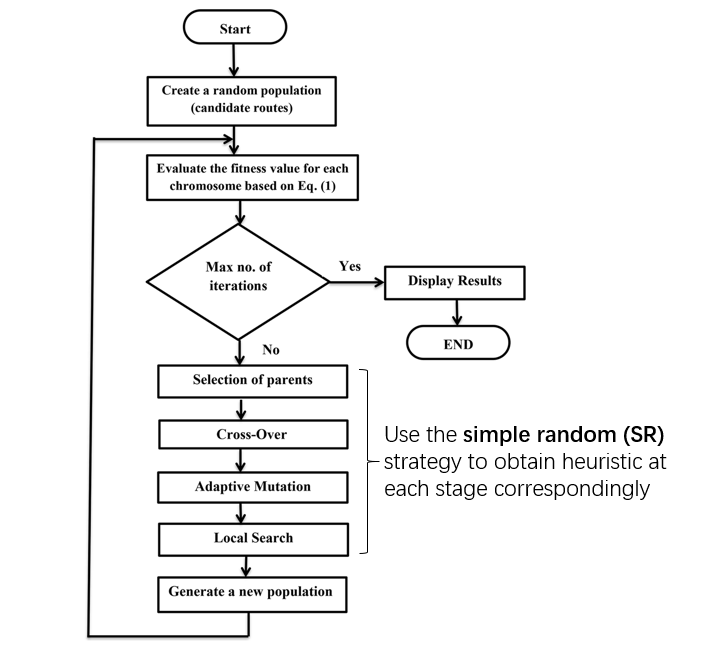 Start
Create a random population
(candidate routes)
Evaluate the fitness value for each
chromosome based on Eq. (1)
Max no. of
iterations
Yes
Display Results
END
No
Selection of parents
Cross-Over
Adaptive Mutation
Local Search
Generate a new population
Use the simple random (SR)
strategy to obtain heuristic at
each stage correspondingly